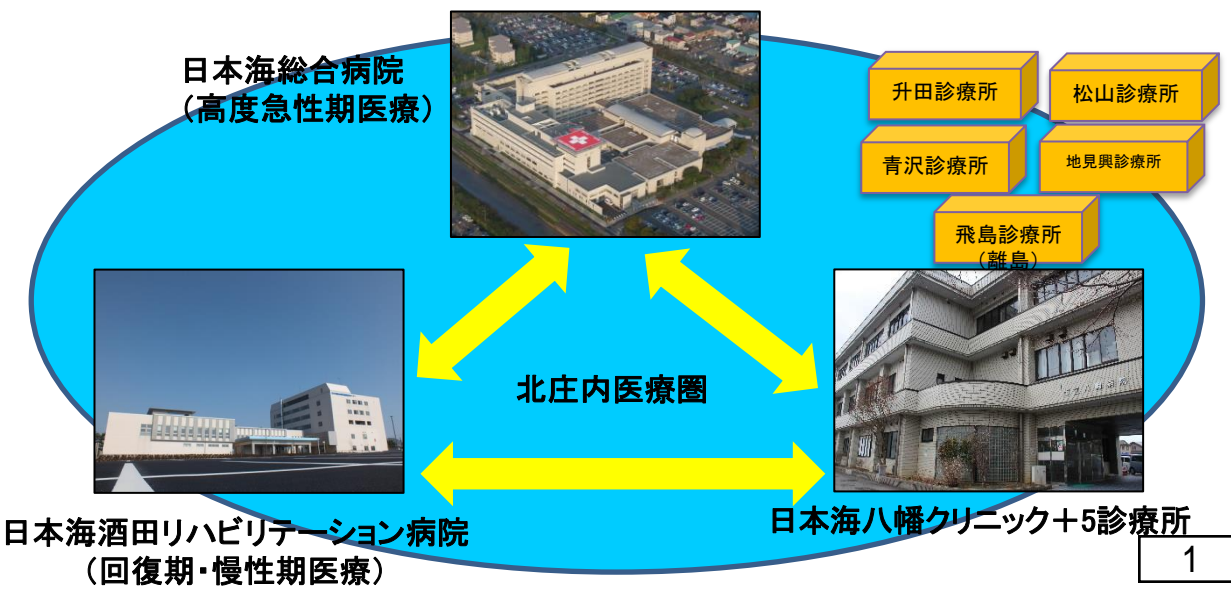 日本海総合病院
（高度急性期医療）
升田診療所
松山診療所
青沢診療所
地見興診療所
飛島診療所
（離島）
北庄内医療圏
日本海酒田リハビリテーション病院
（回復期・慢性期医療）
日本海八幡クリニック＋5診療所
1